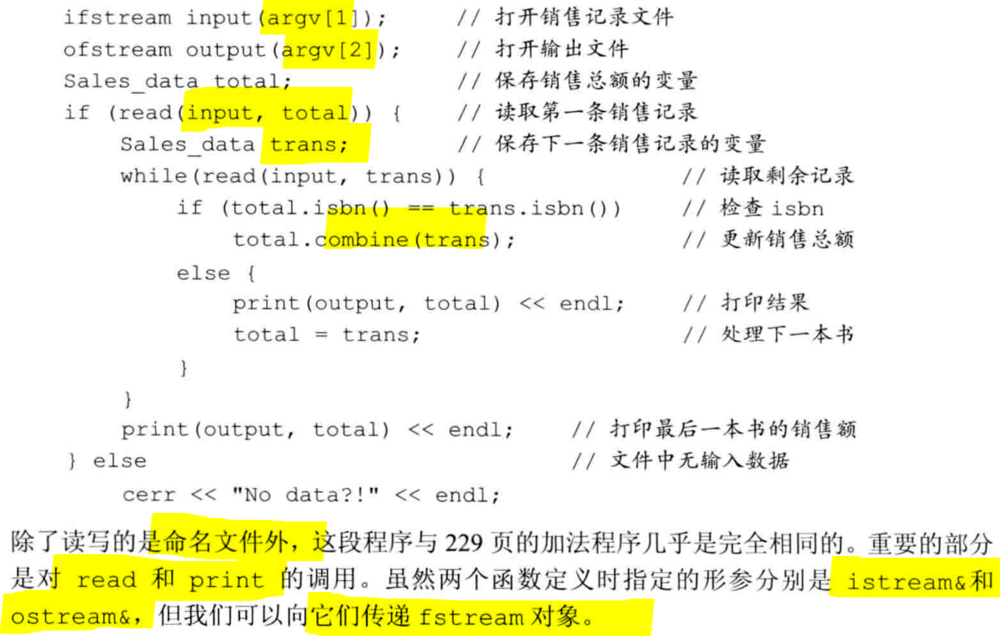 ifstream input(argv[1]);    // 打开销售记录文件
ofstream output(argv[2]);    // 打开输出文件
Sales_data total;    // 保存销售总额的变量
if (read(input, total)) {    // 读取第一条销售记录
    Sales_data trans;    // 保存下一条销售记录的变量
    while(read(input, trans)) {    // 读取剩余记录
        if (total.isbn() == trans.isbn())    // 检查 isbn
            total.combine(trans);    // 更新销售总额
        else {
            print(output, total) << endl;    // 打印结果
            total = trans;    // 处理下一本书
        }
    }
    print(output, total) << endl;    // 打印最后一本书的销售额
} else    // 文件中无输入数据
    cerr << "No data?!" << endl;
除了读写的是命名文件外，这段程序与 229 页的加法程序几乎是完全相同的。重要的部分
是对 read 和 print 的调用。虽然两个函数定义时指定的形参分别是 istream&和
ostream&，但我们可以向它们传递 fstream 对象。